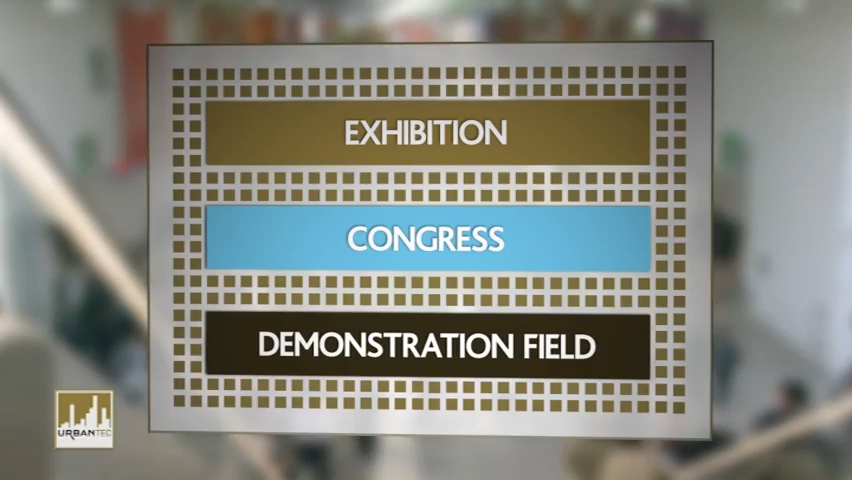 EXHIBITION
CONGRESS
DEMONSTRATION FIELD
URBANTEC